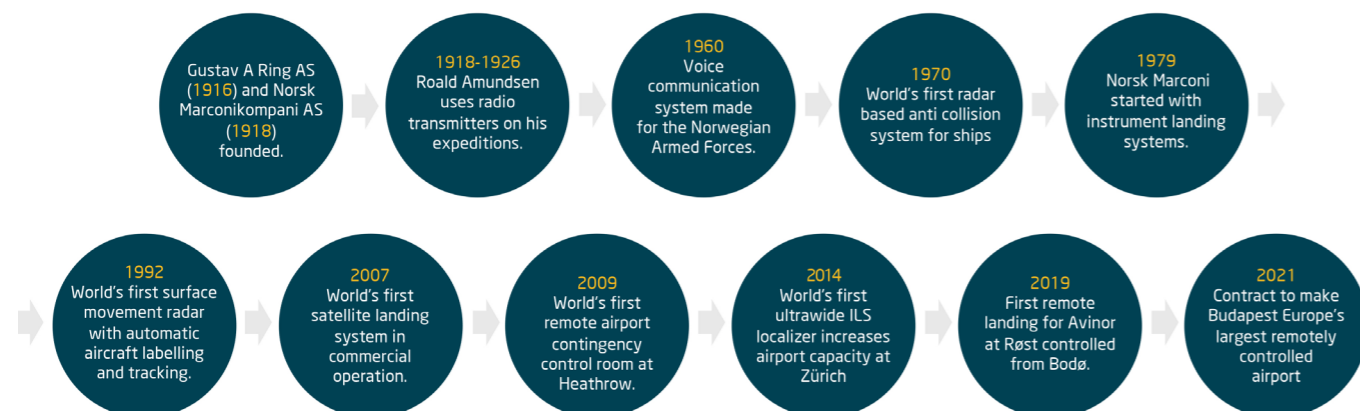 Gustav A Ring AS
(1916) and Norsk
Marconikompani AS
(1918)
founded.
1918-1926
Roald Amundsen
uses radio
transmitters on his
expeditions.
1960
Voice
communication
system made
for the Norwegian
Armed Forces.
1970
World's first radar
based anti collision
system for ships
1979
Norsk Marconi
started with
instrument landing
systems.
1992
World's first surface
movement radar
with automatic
aircraft labelling
and tracking.
2007
World's first
satellite landing
system in
commercial
operation.
2009
World's first
remote airport
contingency
control room at
Heathrow.
2014
World's first
ultrawide ILS
localizer increases
airport capacity at
Zürich
2019
First remote
landing for Avinor
at Røst controlled
from Bodø.
2021
Contract to make
Budapest Europe's
largest remotely
controlled
airport